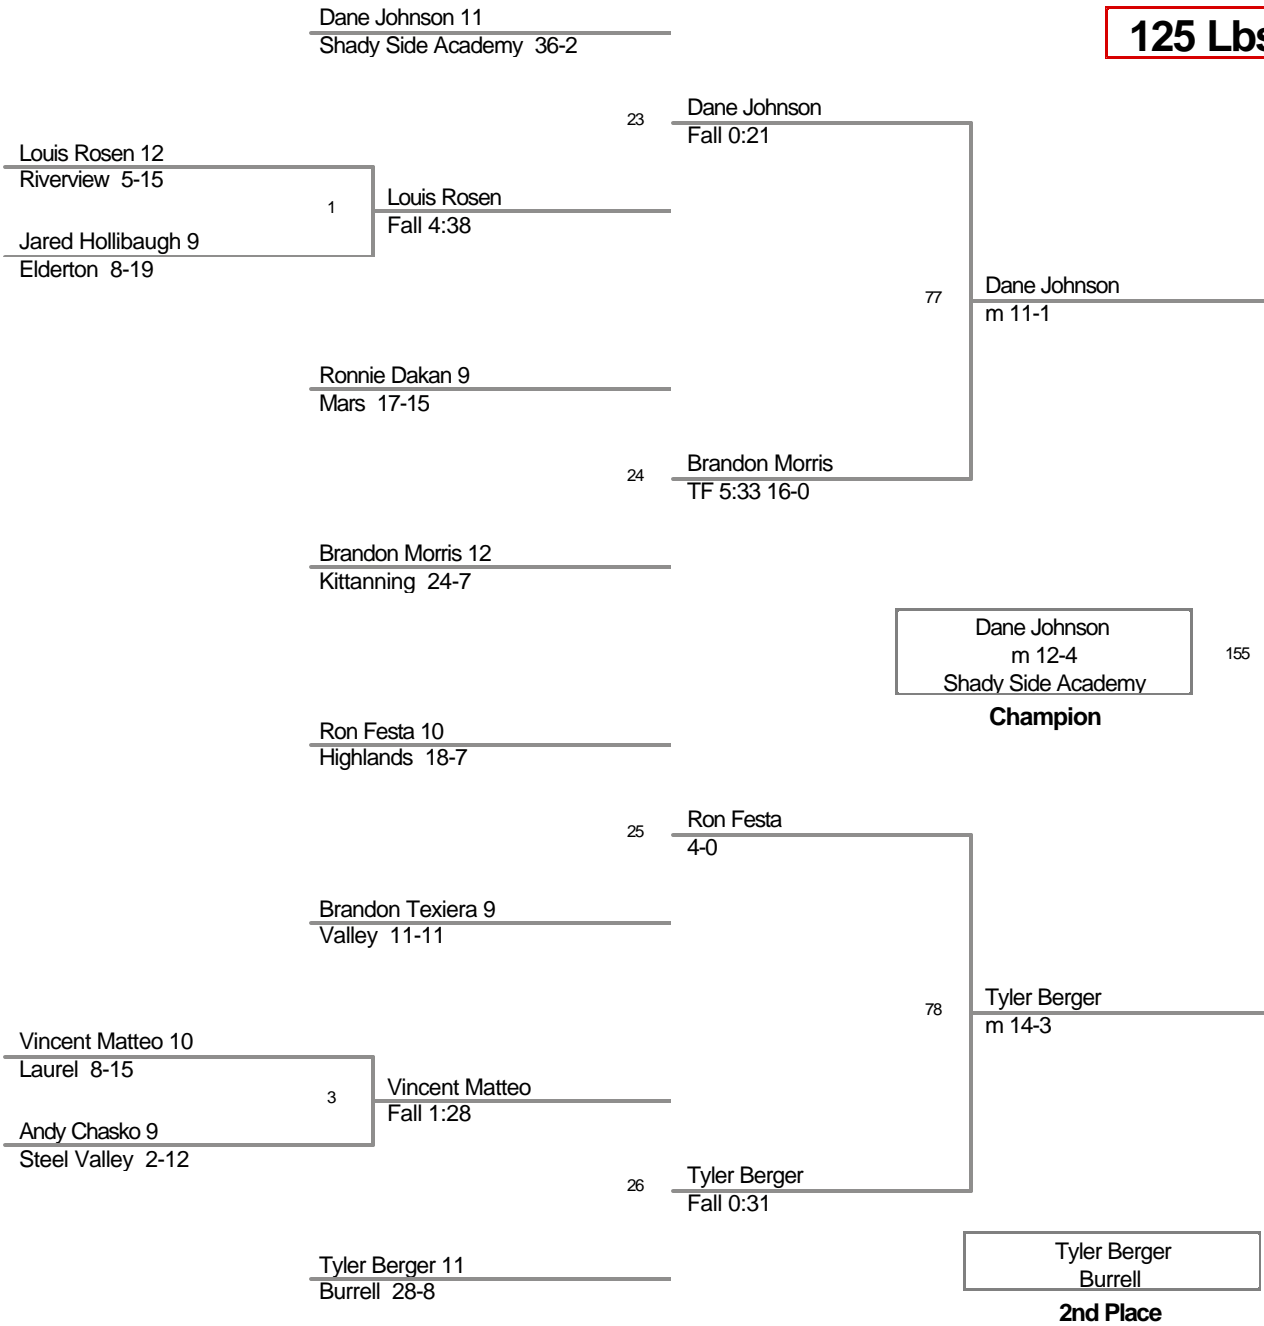 Dane Johnson 11
Shady Side Academy 36-2
125 Lbs
23
Dane Johnson
Fall 0:21
Louis Rosen 12
Riverview 5-15
1
Louis Rosen
Fall 4:38
Jared Hollibaugh 9
Elderton 8-19
77
Dane Johnson
m 11-1
Ronnie Dakan 9
Mars 17-15
24
Brandon Morris
TF 5:33 16-0
Brandon Morris 12
Kittanning 24-7
Dane Johnson
m 12-4
Shady Side Academy
155
Champion
Ron Festa 10
Highlands 18-7
25
Ron Festa
4-0
Brandon Texiera 9
Valley 11-11
78
Tyler Berger
m 14-3
Vincent Matteo 10
Laurel 8-15
3
Vincent Matteo
Fall 1:28
Andy Chasko 9
Steel Valley 2-12
26
Tyler Berger
Fall 0:31
Tyler Berger 11
Burrell 28-8
Tyler Berger
Burrell
2nd Place